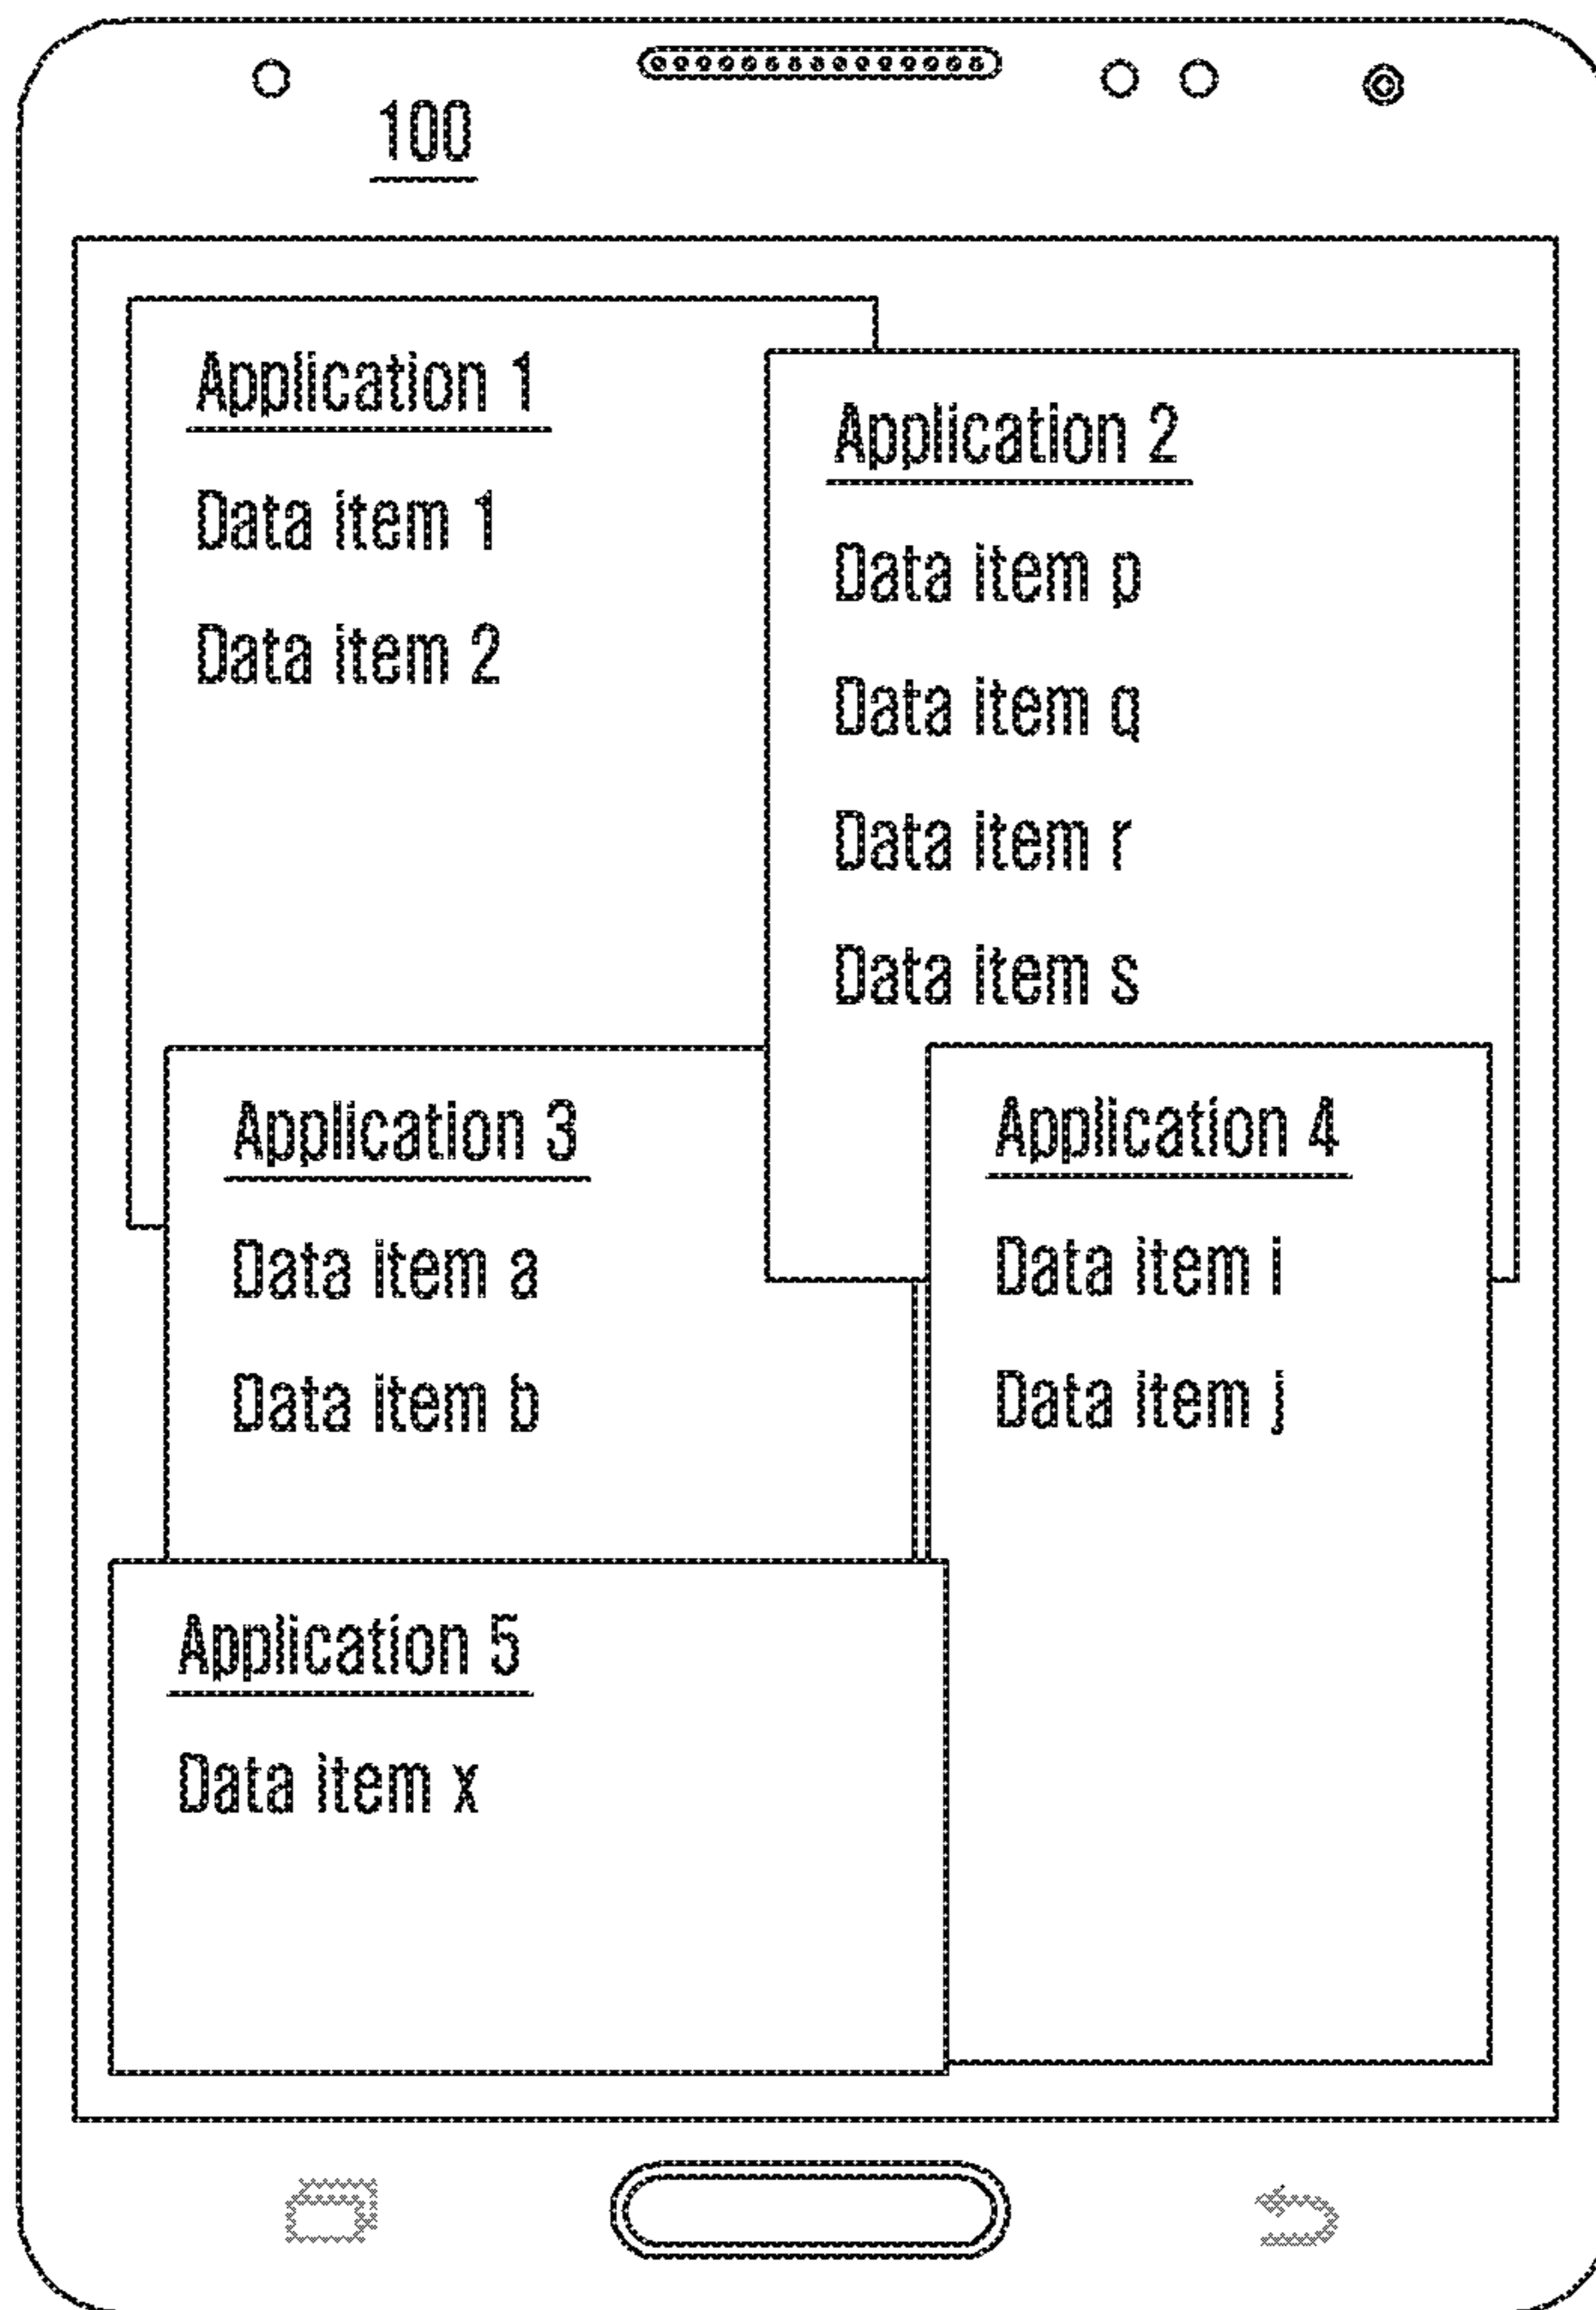 100
Application 1
Data item 1
Data item 2
Application 2
Data item p
Data item q
Data item r
Data item s
Application 3
Data item a
Data item b
Application 4
Data item i
Data item j
Application 5
Data item x